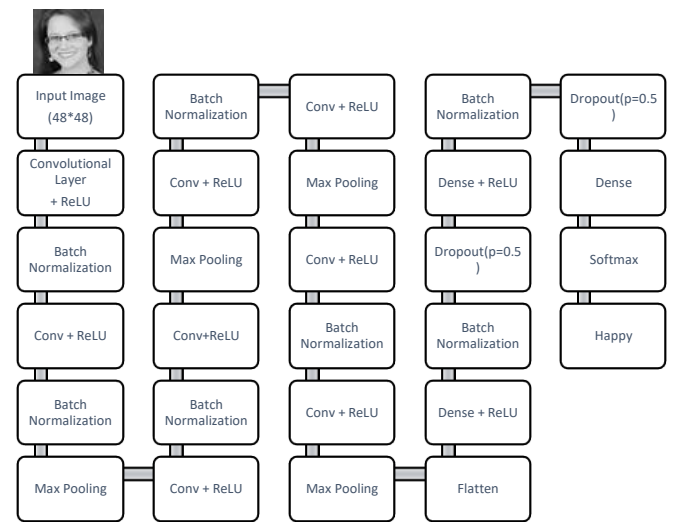 Input Image
(48*48)
Convolutional
Layer
+ ReLU
Batch
Normalization
Conv + ReLU
Batch
Normalization
Max Pooling
Batch
Normalization
Conv + ReLU
Max Pooling
Conv+ReLU
Batch
Normalization
Conv + ReLU
Conv + ReLU
Max Pooling
Conv + ReLU
Batch
Normalization
Conv + ReLU
Max Pooling
Batch
Normalization
Dense + ReLU
Dropout(p=0.5
)
Batch
Normalization
Dense + ReLU
Flatten
Dropout(p=0.5
)
Dense
Softmax
Happy